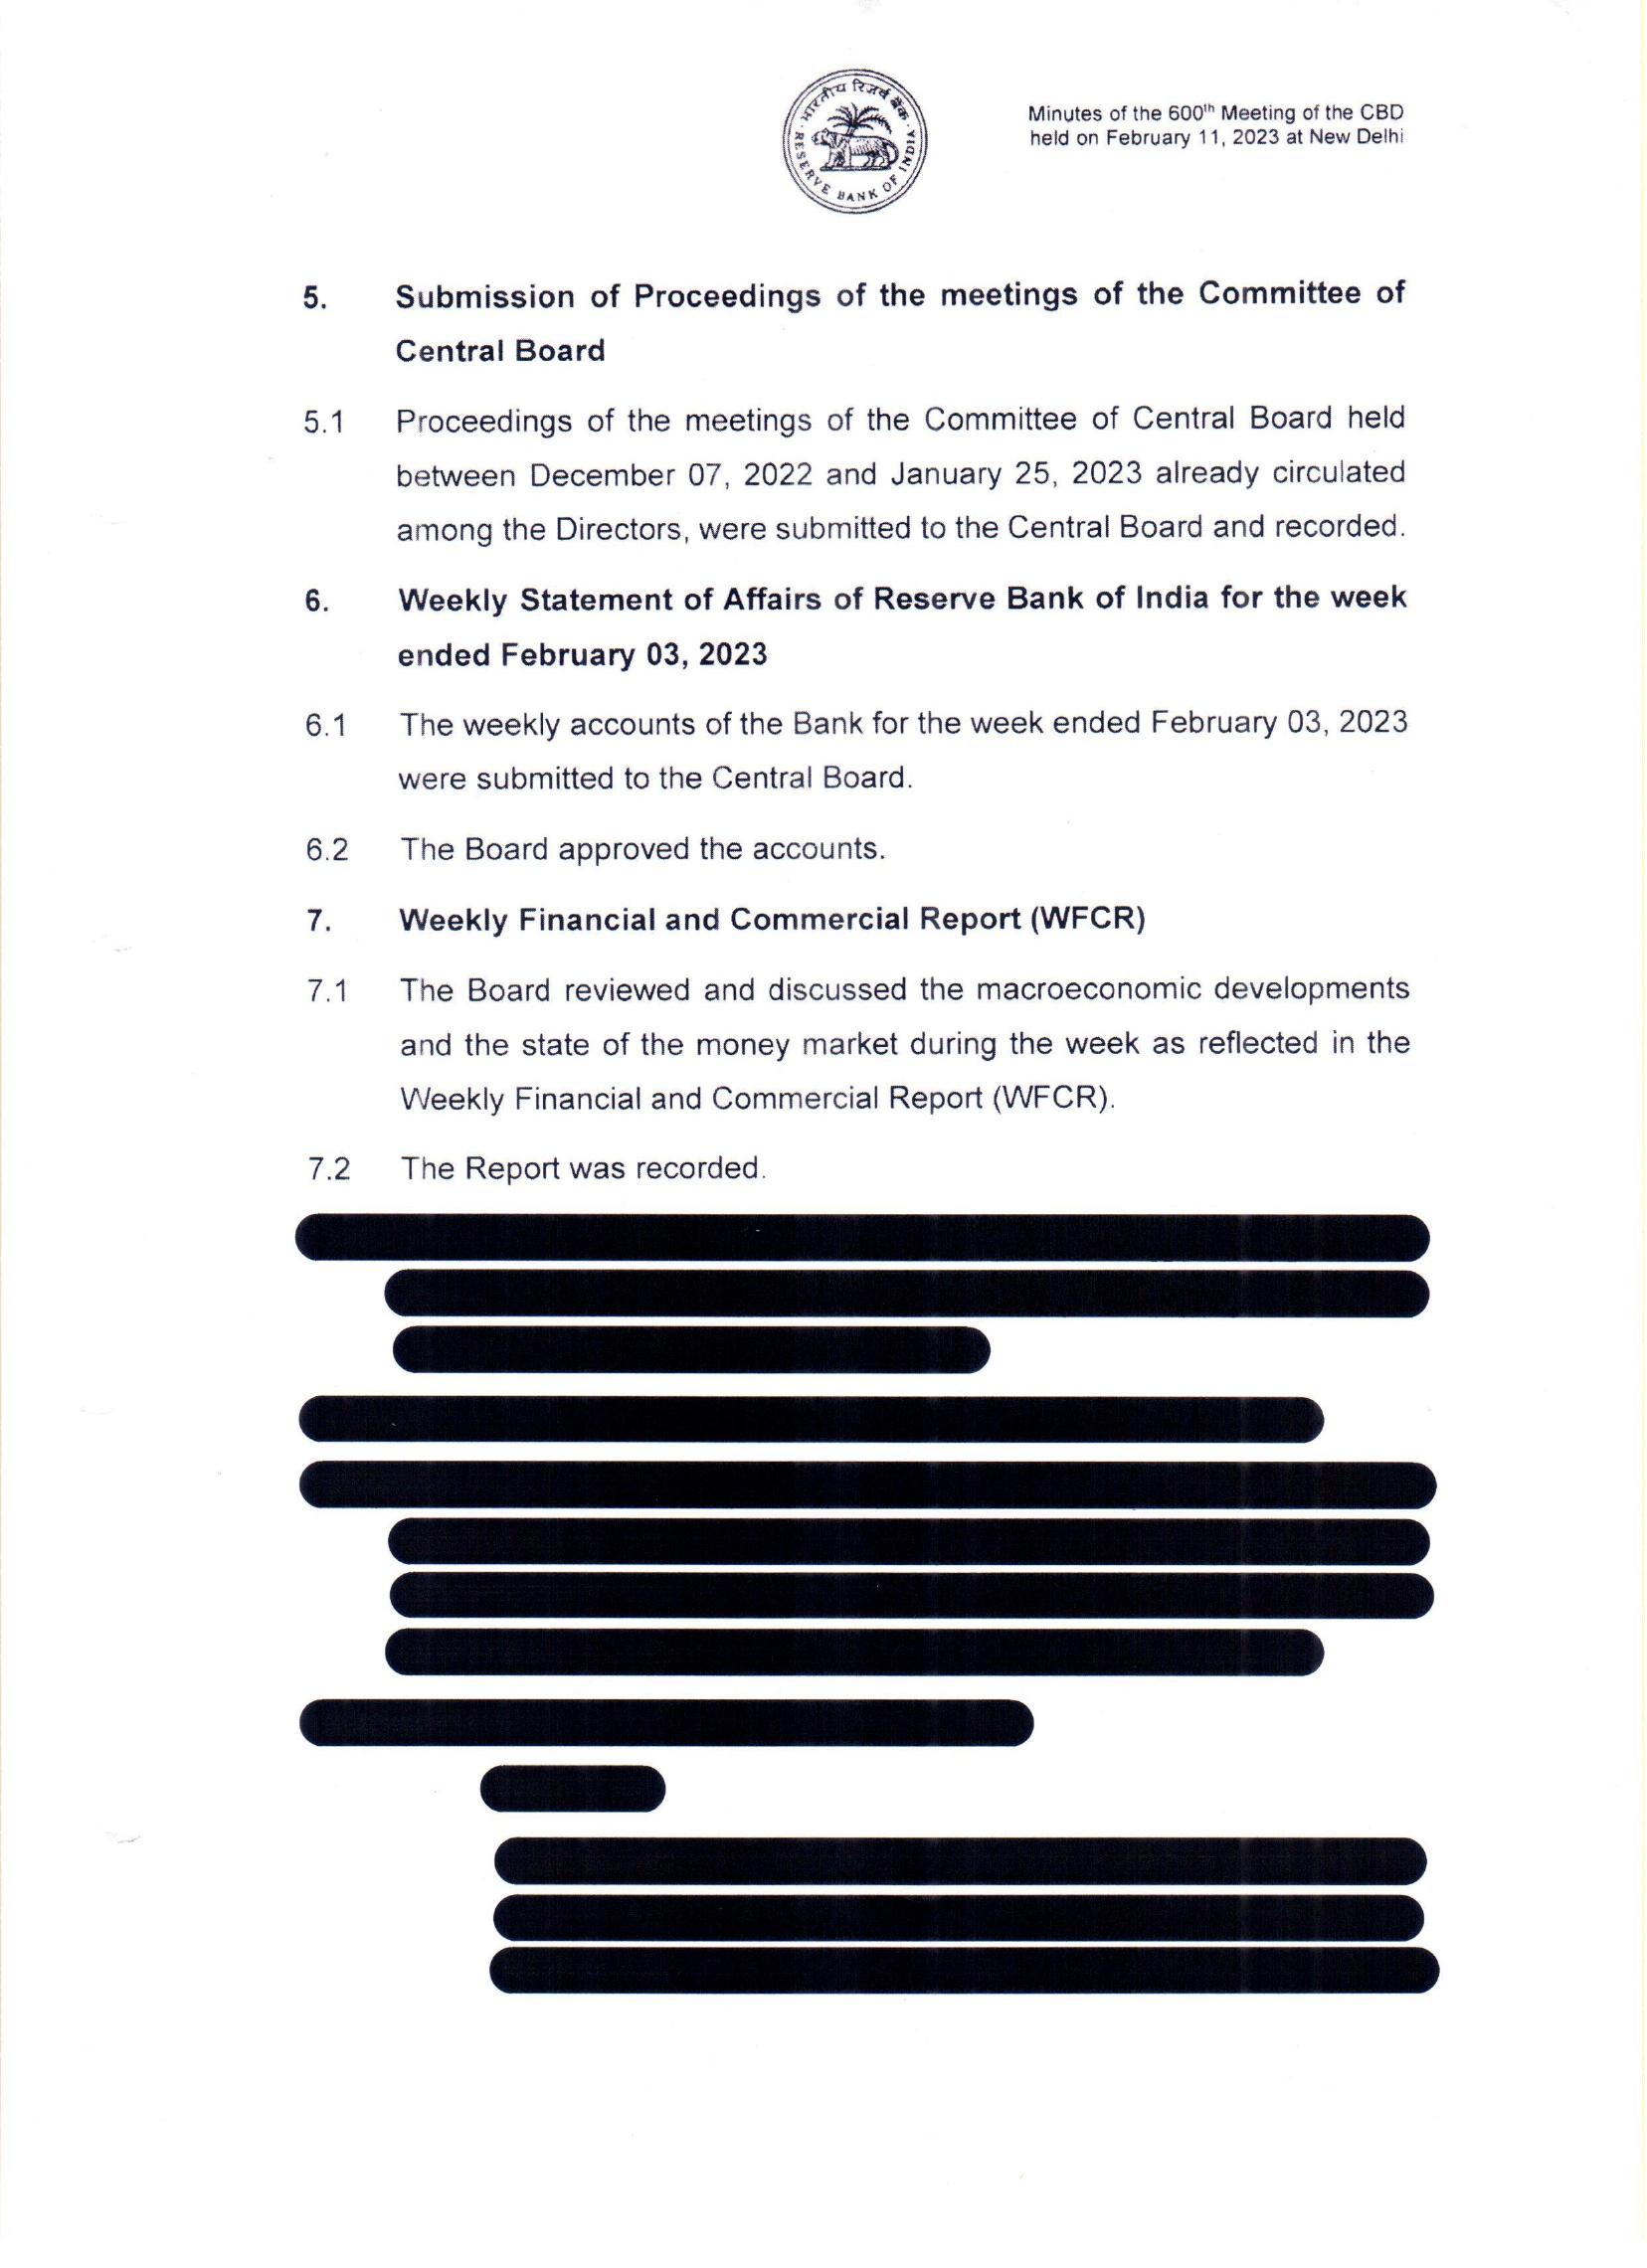 भारतीय रिज़र्व बैंक
RESERVE BANK OF INDIA
Minutes of the 600th Meeting of the CBD
held on February 11, 2023 at New Delhi
5. Submission of Proceedings of the meetings of the Committee of
Central Board
5.1 Proceedings of the meetings of the Committee of Central Board held
between December 07, 2022 and January 25, 2023 already circulated
among the Directors, were submitted to the Central Board and recorded.
6. Weekly Statement of Affairs of Reserve Bank of India for the week
ended February 03, 2023
6.1 The weekly accounts of the Bank for the week ended February 03, 2023
were submitted to the Central Board.
6.2 The Board approved the accounts.
7. Weekly Financial and Commercial Report (WFCR)
7.1 The Board reviewed and discussed the macroeconomic developments
and the state of the money market during the week as reflected in the
Weekly Financial and Commercial Report (WFCR).
7.2 The Report was recorded.